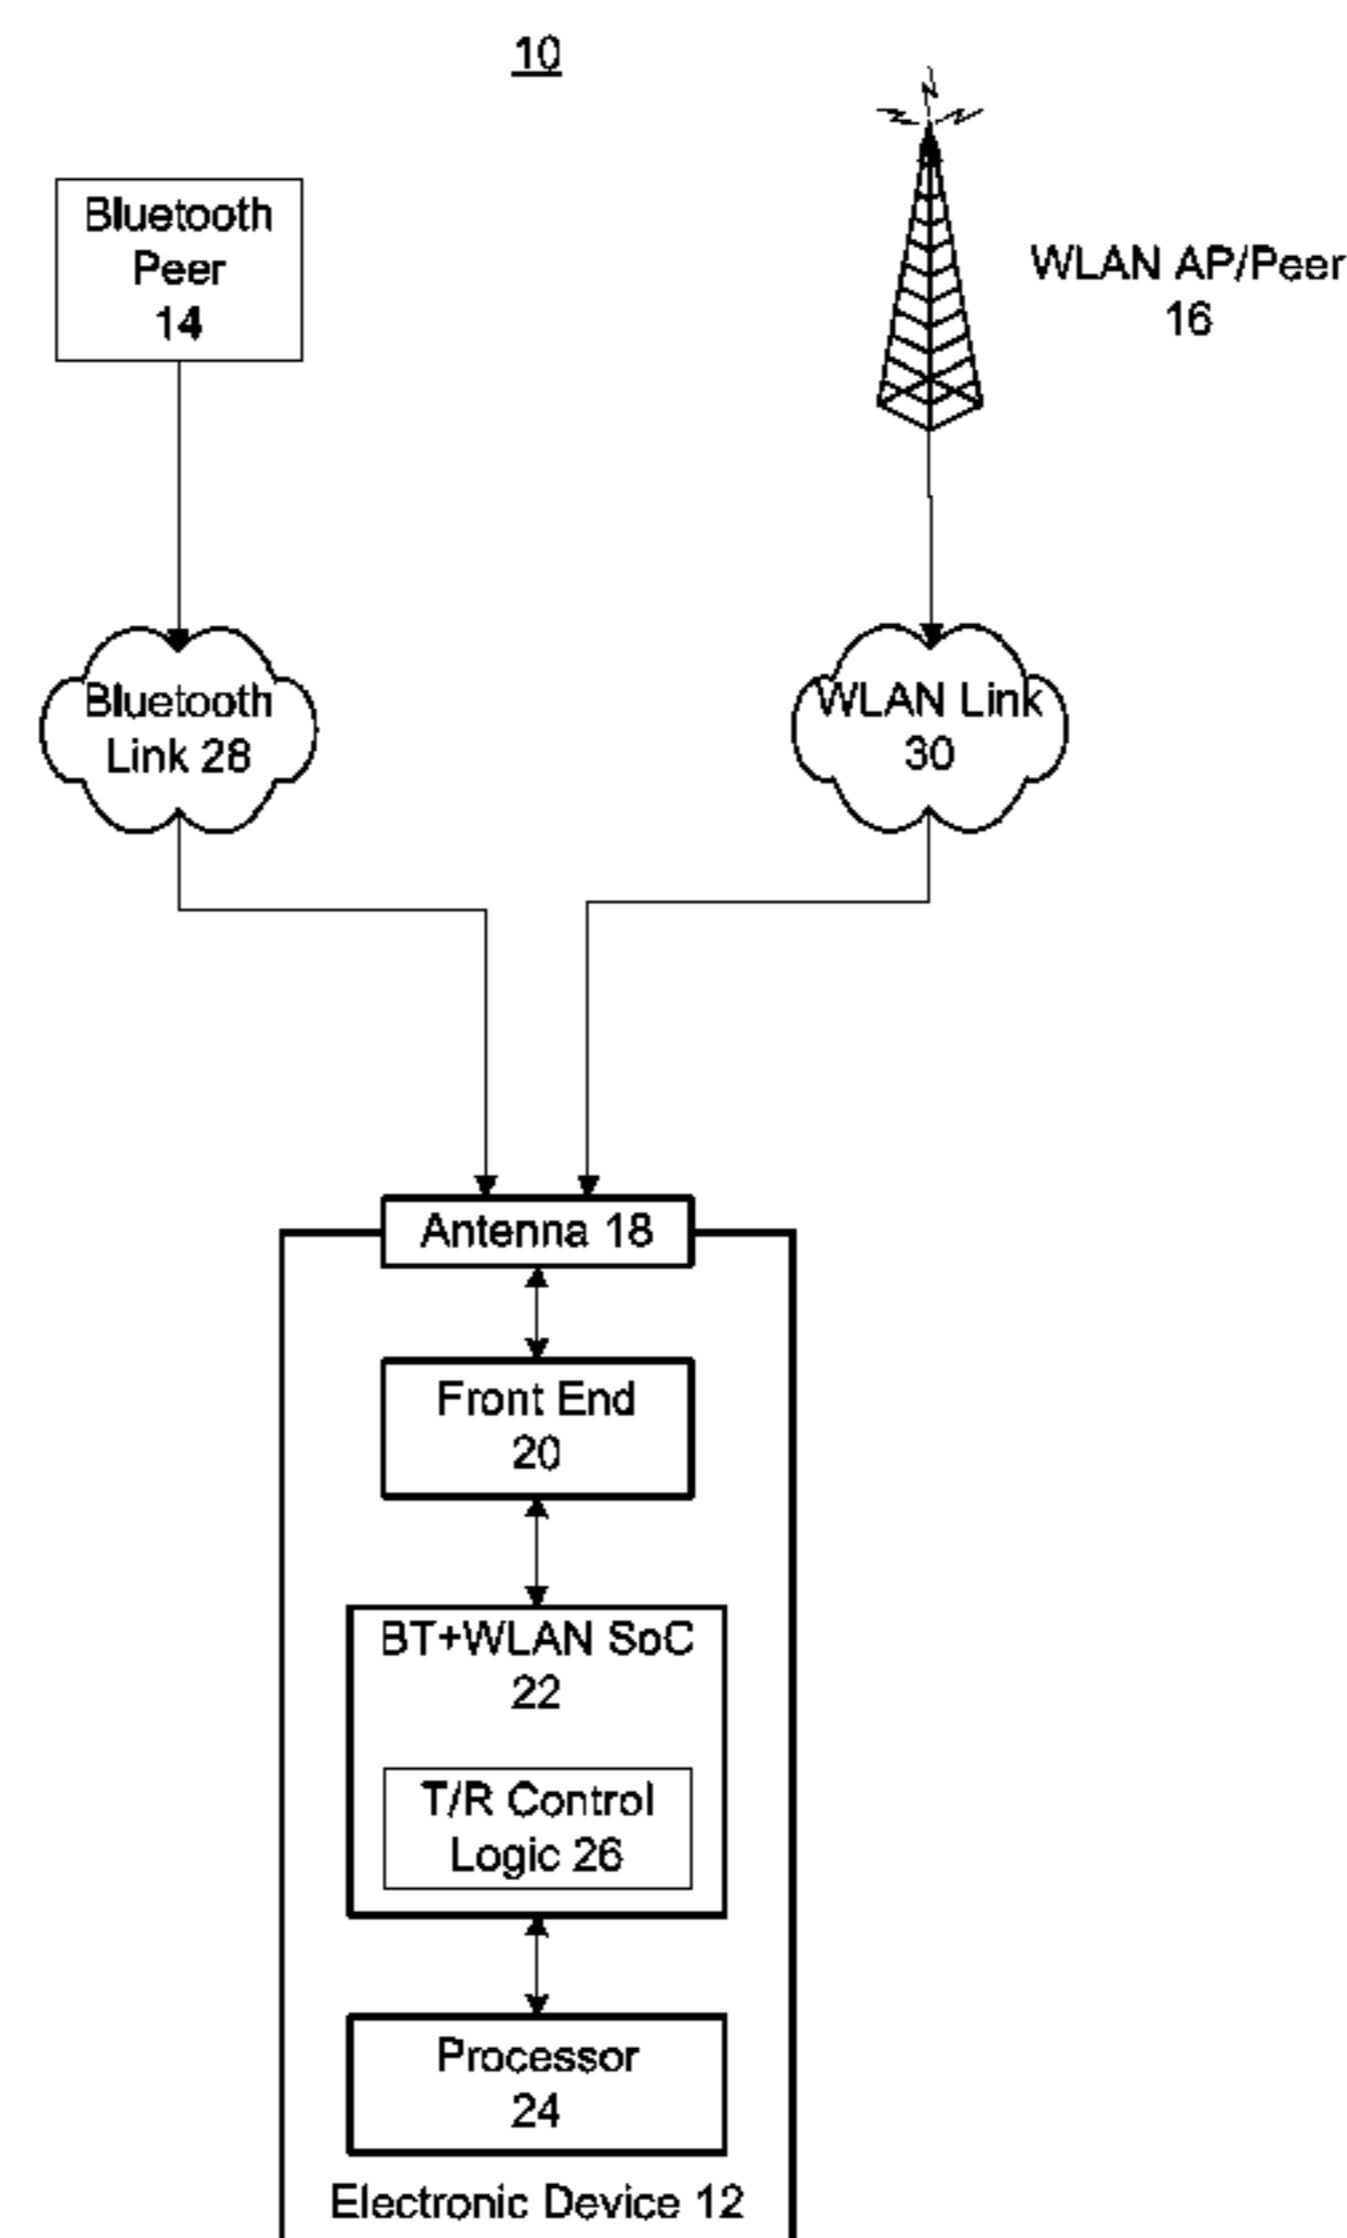 10
Bluetooth
Peer
14
WLAN AP/Peer
16
Bluetooth
Link 28
WLAN Link
30
Antenna 18
Front End
20
BT+WLAN SoC
22
T/R Control
Logic 26
Processor
24
Electronic Device 12